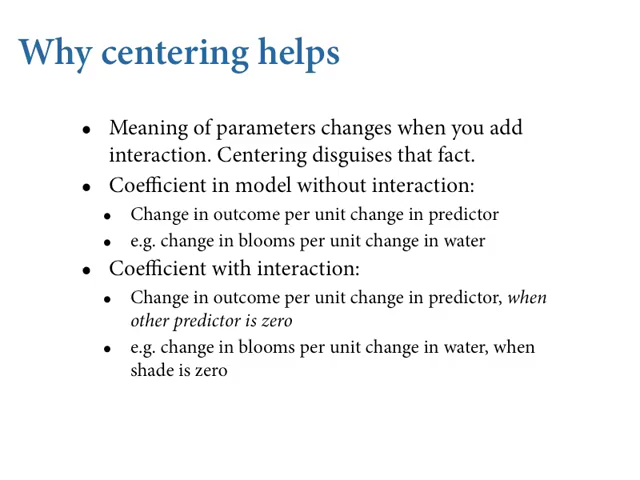 Why centering helps
• Meaning of parameters changes when you add
interaction. Centering disguises that fact.
• Coefficient in model without interaction:
• Change in outcome per unit change in predictor
• e.g. change in blooms per unit change in water
• Coefficient with interaction:
• Change in outcome per unit change in predictor, when
other predictor is zero
• e.g. change in blooms per unit change in water, when
shade is zero